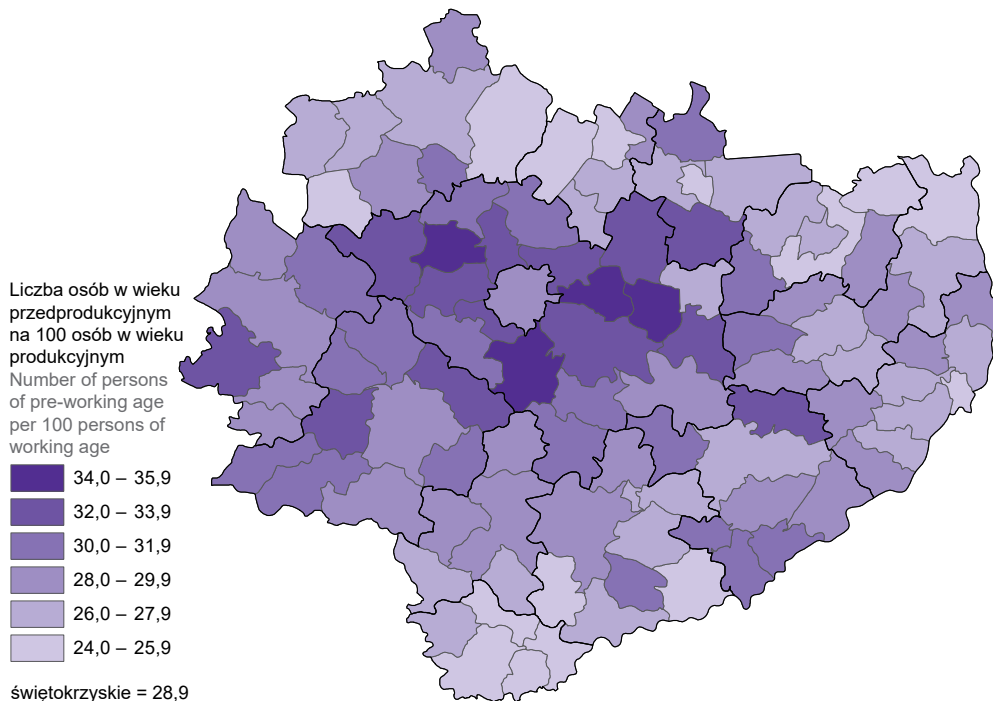 Liczba osób w wieku
przedprodukcyjnym
na 100 osób w wieku
produkcyjnym
Number of persons
of pre-working age
per 100 persons of
working age
34,0 – 35,9
32,0 – 33,9
30,0 – 31,9
28,0 – 29,9
26,0 – 27,9
24,0 – 25,9
świętokrzyskie = 28,9